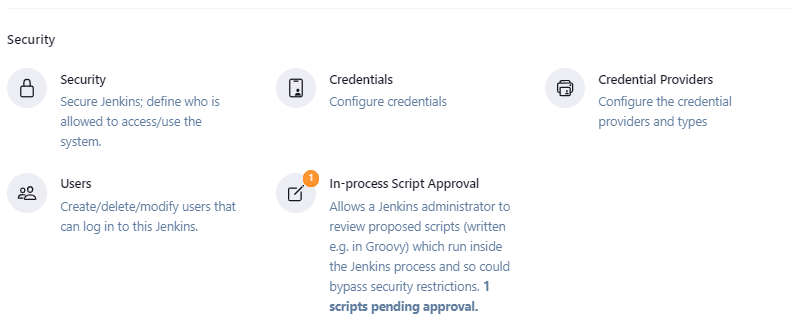 Security
Security
Secure Jenkins; define who is
allowed to access/use the
system.
Credentials
Configure credentials
Credential Providers
Configure the credential
providers and types
Users
Create/delete/modify users that
can log in to this Jenkins.
1
In-process Script Approval
Allows a Jenkins administrator to
review proposed scripts (written
e.g. in Groovy) which run inside
the Jenkins process and so could
bypass security restrictions. 1
scripts pending approval.